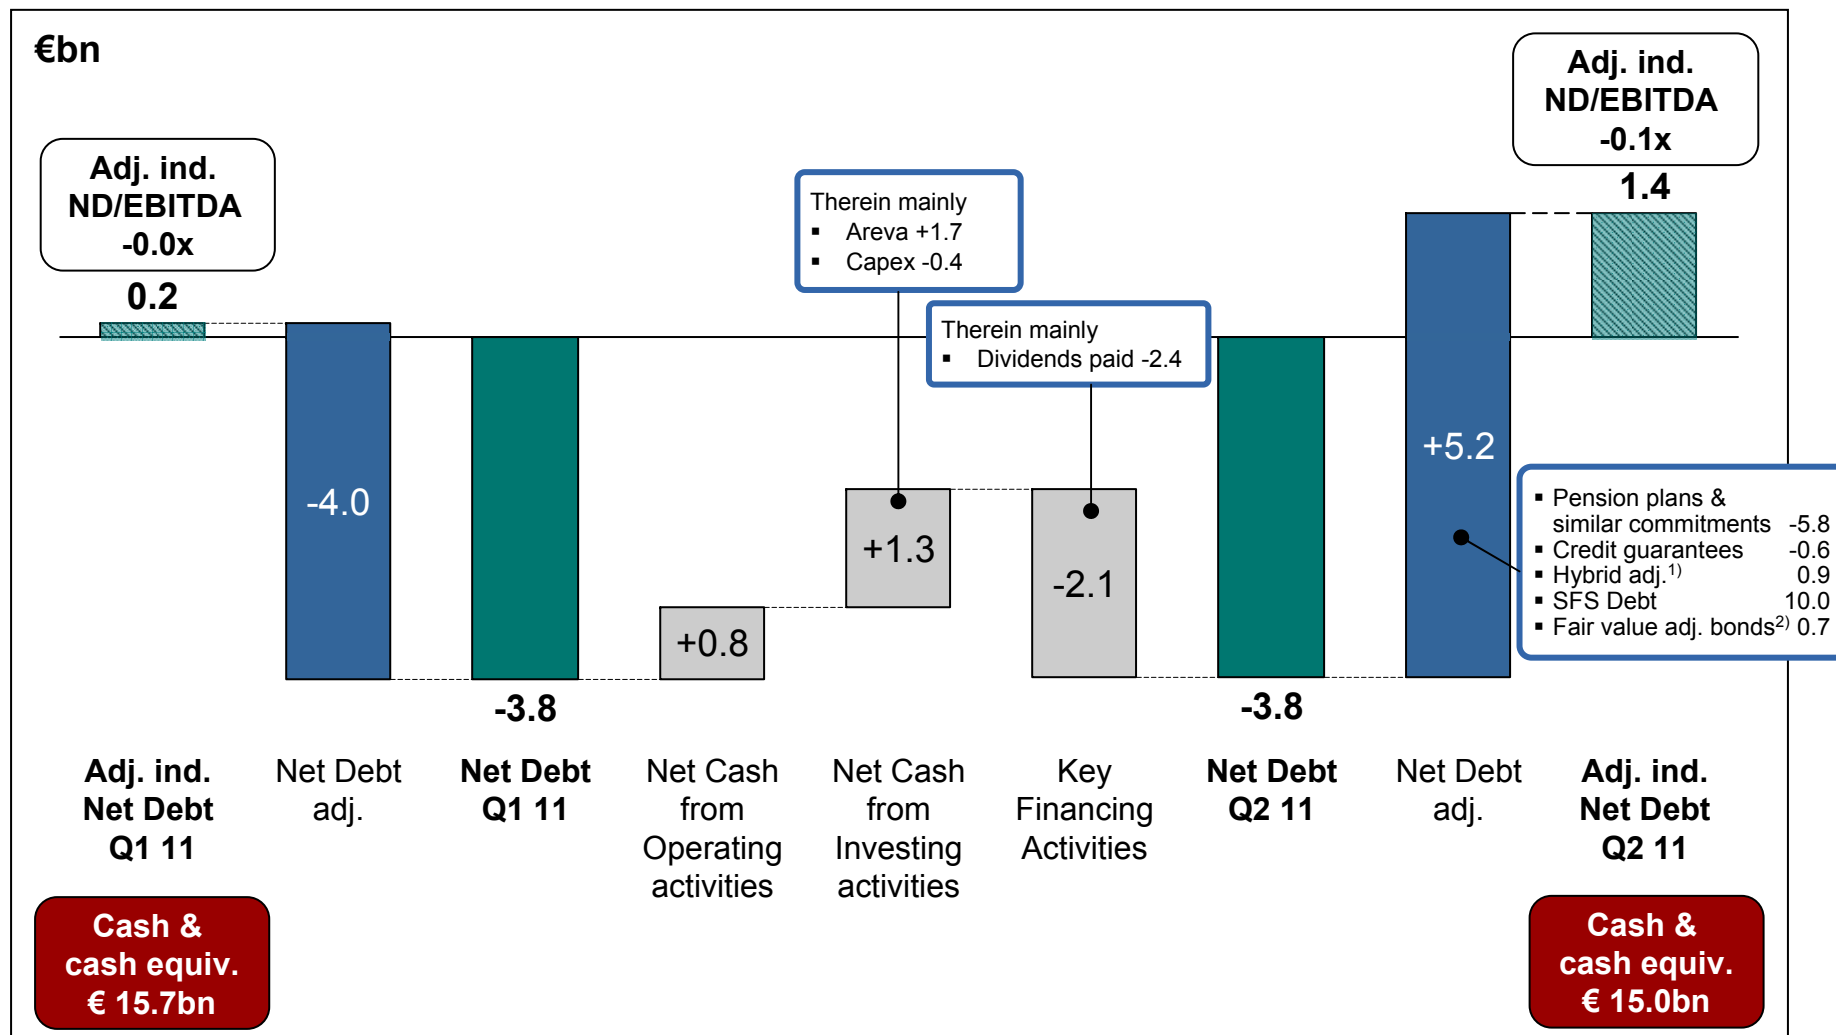 €bn
Adj. ind.
ND/EBITDA
-0.0x
0.2
Adj. ind.
ND/EBITDA
-0.1x
1.4
Therein mainly
▪ Areva +1.7
▪ Capex -0.4
Therein mainly
▪ Dividends paid -2.4
-4.0
-3.8
+0.8
+1.3
-2.1
-3.8
+5.2
▪ Pension plans &
similar commitments -5.8
▪ Credit guarantees -0.6
▪ Hybrid adj.1) 0.9
▪ SFS Debt 10.0
▪ Fair value adj. bonds2) 0.7
Adj. ind.
Net Debt
Q1 11
Net Debt
adj.
Net Debt
Q1 11
Net Cash
from
Operating
activities
Net Cash
from
Investing
activities
Key
Financing
Activities
Net Debt
Q2 11
Net Debt
adj.
Adj. ind.
Net Debt
Q2 11
Cash &
cash equiv.
€ 15.7bn
Cash &
cash equiv.
€ 15.0bn